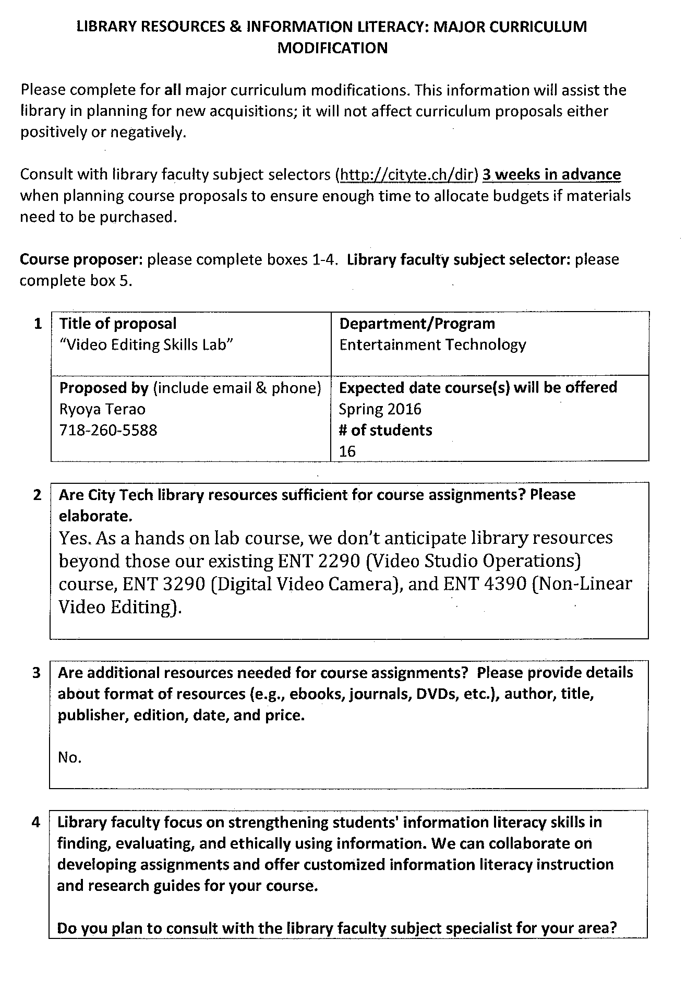 LIBRARY RESOURCES & INFORMATION LITERACY: MAJOR CURRICULUM
MODIFICATION
Please complete for all major curriculum modifications. This information will assist the
library in planning for new acquisitions; it will not affect curriculum proposals either
positively or negatively.
Consult with library faculty subject selectors (http://cityte.ch/dir) 3 weeks in advance
when planning course proposals to ensure enough time to allocate budgets if materials
need to be purchased.
Course proposer: please complete boxes 1-4. Library faculty subject selector: please
complete box 5.
1 Title of proposal
“Video Editing Skills Lab”
Department/Program
Entertainment Technology
Proposed by (include email & phone)
Ryoya Terao
718-260-5588
Expected date course(s) will be offered
Spring 2016
# of students
16
2 Are City Tech library resources sufficient for course assignments? Please
elaborate.
Yes. As a hands on lab course, we don't anticipate library resources
beyond those our existing ENT 2290 (Video Studio Operations)
course, ENT 3290 (Digital Video Camera), and ENT 4390 (Non-Linear
Video Editing).
3 Are additional resources needed for course assignments? Please provide details
about format of resources (e.g., ebooks, journals, DVDs, etc.), author, title,
publisher, edition, date, and price.
No.
4 Library faculty focus on strengthening students' information literacy skills in
finding, evaluating, and ethically using information. We can collaborate on
developing assignments and offer customized information literacy instruction
and research guides for your course.
Do you plan to consult with the library faculty subject specialist for your area?